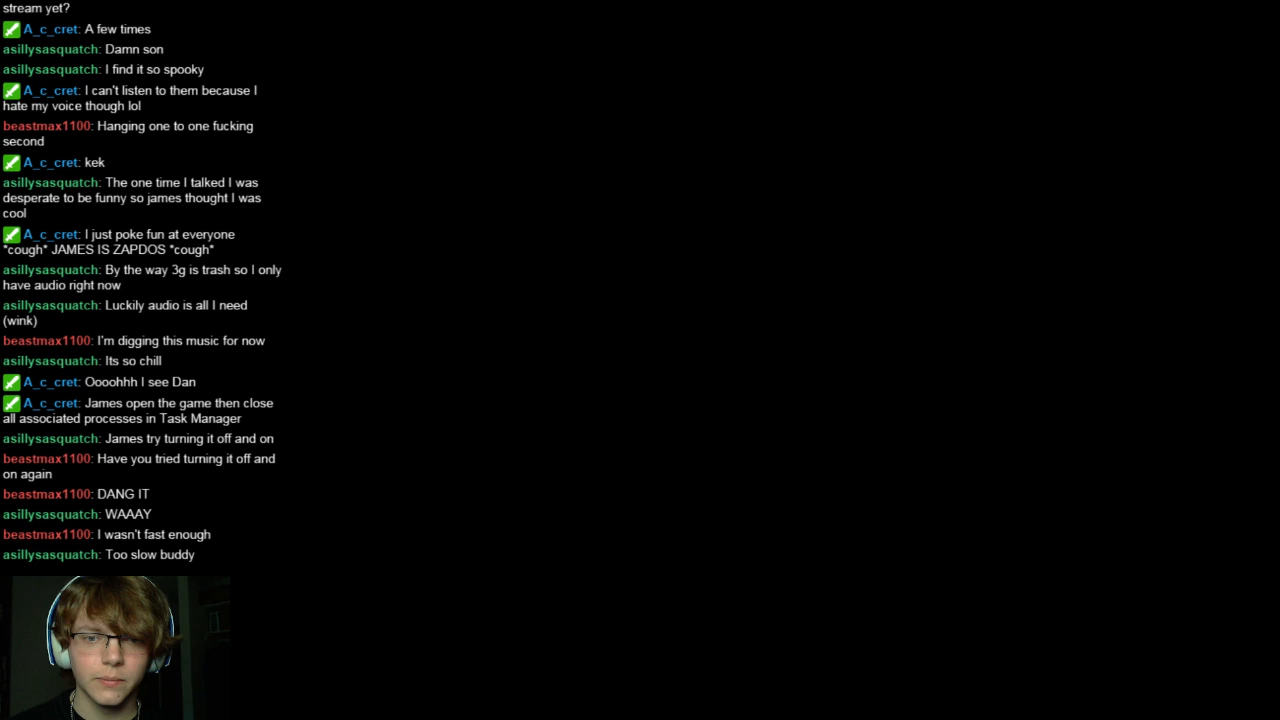 stream yet?
A_c_cret: A few times
asillysasquatch: Damn son
asillysasquatch: I find it so spooky
A_c_cret: I can't listen to them because I
hate my voice though lol
beastmax1100: Hanging one to one fucking
second
A_c_cret: kek
asillysasquatch: The one time I talked I was
desperate to be funny so james thought I was
cool
A_c_cret: I just poke fun at everyone
*cough* JAMES IS ZAPDOS *cough*
asillysasquatch: By the way 3g is trash so I only
have audio right now
asillysasquatch: Luckily audio is all I need
(wink)
beastmax1100: I'm digging this music for now
asillysasquatch: Its so chill
A_c_cret: Oooohhh I see Dan
A_c_cret: James open the game then close
all associated processes in Task Manager
asillysasquatch: James try turning it off and on
beastmax1100: Have you tried turning it off and
on again
beastmax1100: DANG IT
asillysasquatch: WAAAY
beastmax1100: I wasn't fast enough
asillysasquatch: Too slow buddy